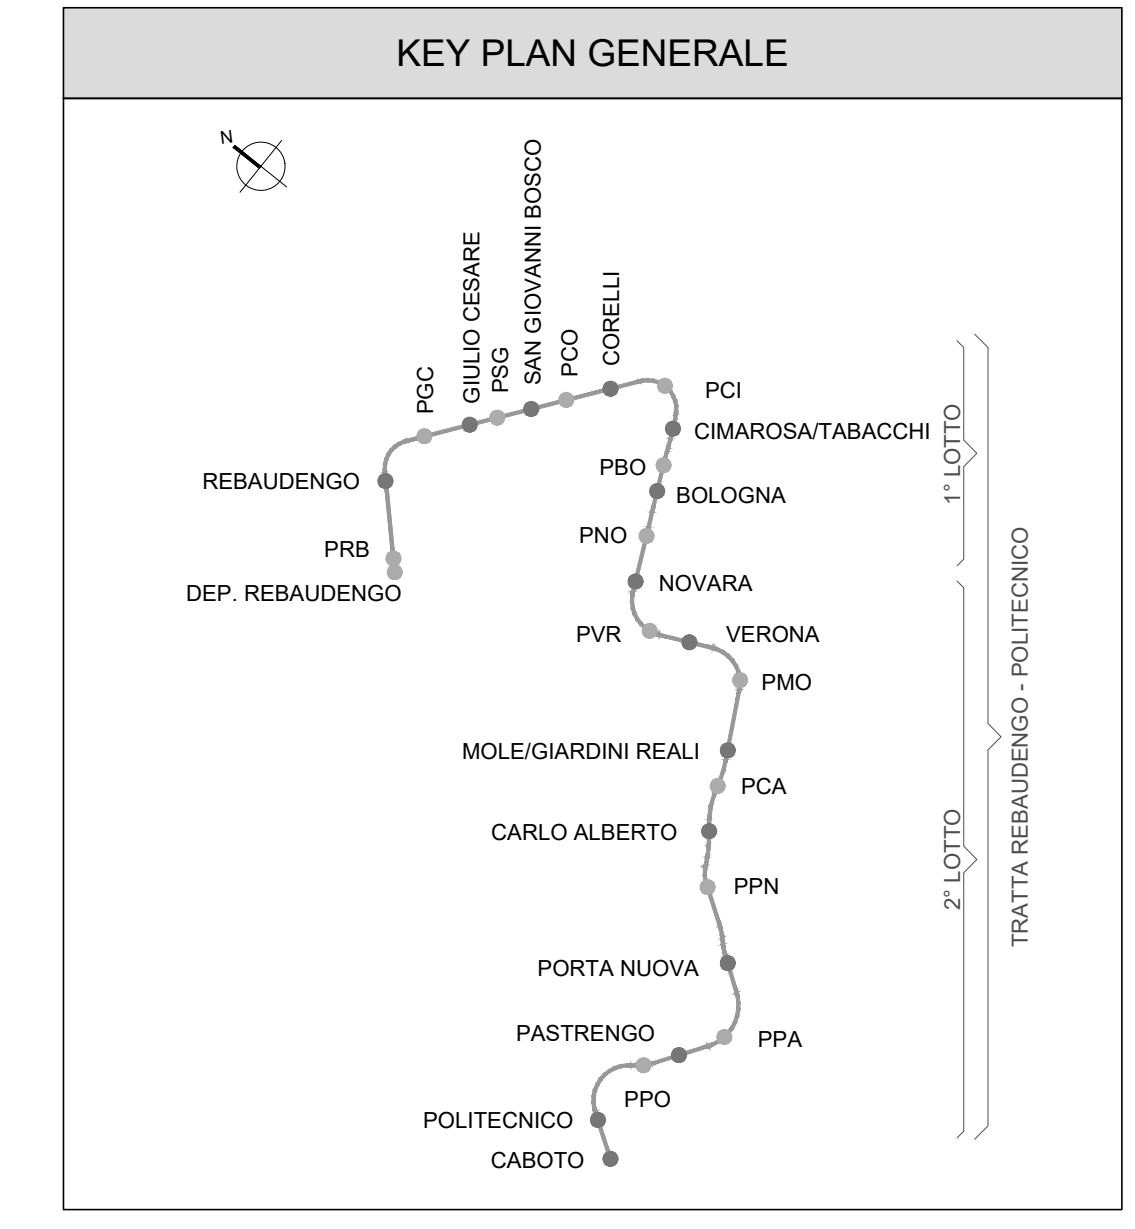 KEY PLAN GENERALE
N
PGC
GIULIO CESARE
PSG
SAN GIOVANNI BOSCO
PCO
CORELLI
PCI
CIMAROSA/TABACCHI
REBAUDENGO
PBO
BOLOGNA
PRB
PNO
DEP. REBAUDENGO
NOVARA
PVR
VERONA
PMO
MOLE/GIARDINI REALI
PCA
CARLO ALBERTO
PPN
PORTA NUOVA
PASTRENGO
PPA
PPO
POLITECNICO
CABOTO
1° LOTTO
2° LOTTO
TRATTA REBAUDENGO - POLITECNICO